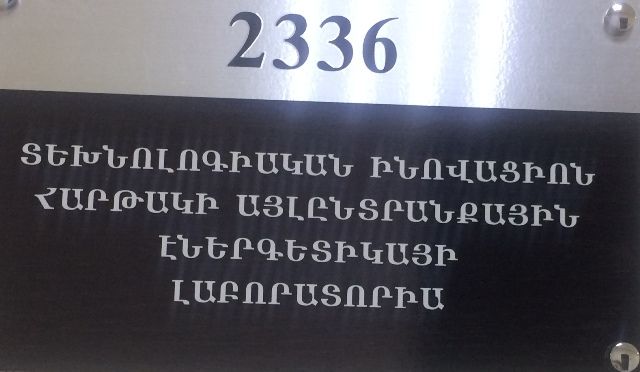 2336
ՏԵԽՆՈԼՈԳԻԱԿԱՆ ԻՆՈՎԱՑԻՈՆ
ՀԱՐԹԱԿԻ ԱՅԼԸՆՏՐԱՆՔԱՅԻՆ
ԷՆԵՐԳԵՏԻԿԱՅԻ
ԼԱԲՈՐԱՏՈՐԻԱ